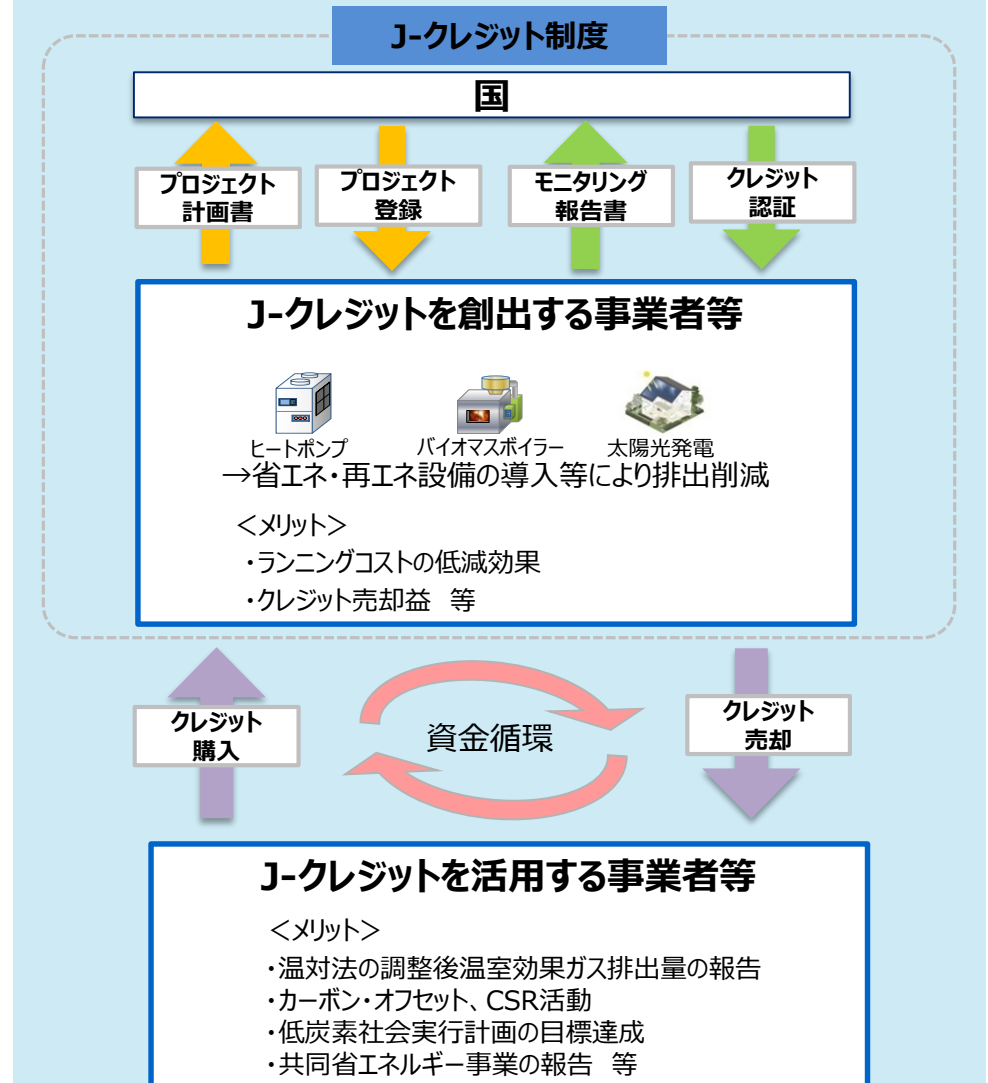 J-クレジット制度
国
プロジェクト
計画書
プロジェクト
登録
モニタリング
報告書
クレジット
認証
J-クレジットを創出する事業者等
ヒートポンプ
バイオマスボイラー
太陽光発電
→省エネ・再エネ設備の導入等により排出削減
＜メリット＞
・ランニングコストの低減効果
・クレジット売却益　等
クレジット
購入
資金循環
クレジット
売却
J-クレジットを活用する事業者等
＜メリット＞
・温対法の調整後温室効果ガス排出量の報告
・カーボン・オフセット、CSR活動
・低炭素社会実行計画の目標達成
・共同省エネルギー事業の報告　等